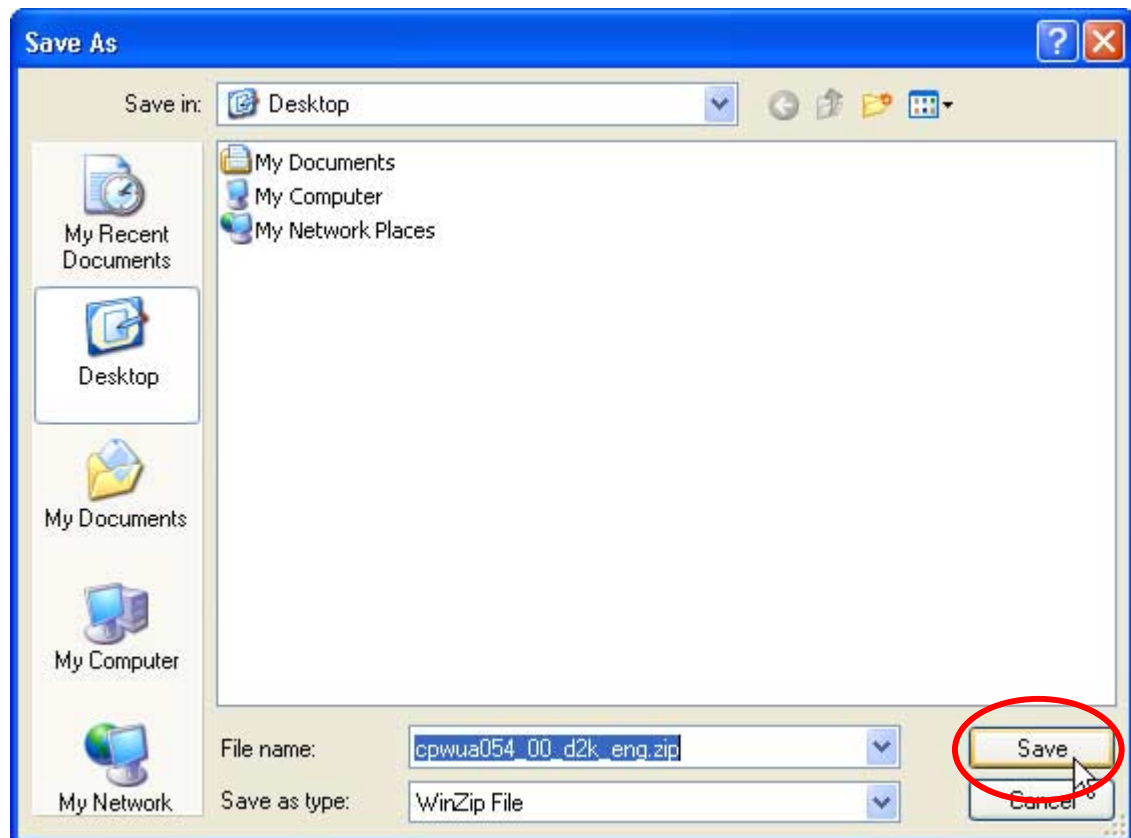 Save As
Save in:
Desktop
My Documents
My Computer
My Network Places
My Recent
Documents
Desktop
My Documents
My Computer
My Network
File name:
cpwua054_00_d2k_eng.zip
Save
Save as type:
WinZip File
Cancel